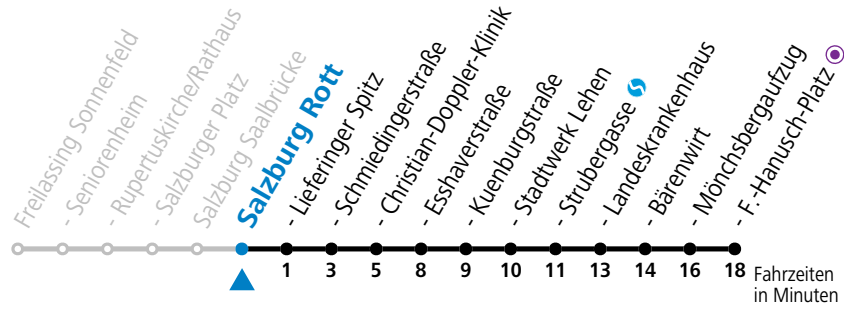 Freilassing Sonnenfeld
- Seniorenheim
- Rupertuskirche/Rathaus
- Salzburger Platz
Salzburg Saalbrücke
Salzburg Rott
- Lieferinger Spitz
- Schmiedingerstraße
- Christian-Doppler-Klinik
- Esshaverstraße
- Kuenburgstraße
- Stadtwerk Lehen
- Strubergasse
- Landeskrankenhaus
- Bärenwirt
- Mönchsbergaufzug
- F.-Hanusch-Platz
1 3 5 8 9 10 11 13 14 16 18 Fahrzeiten
in Minuten